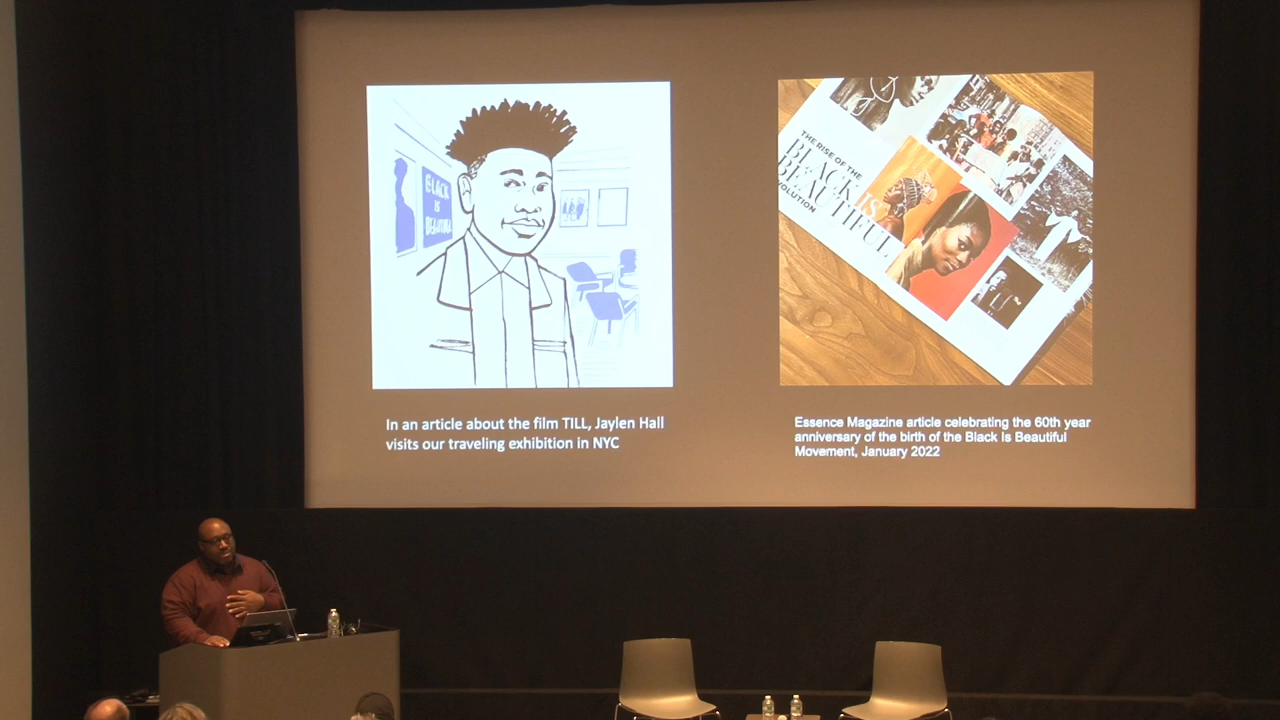 BLACK
IS
BEAUTIFUL
In an article about the film TILL, Jaylen Hall
visits our traveling exhibition in NYC
THE RISE OF THE
BLACK IS
BEAUTIFUL
VOLUTION
Essence Magazine article celebrating the 60th year
anniversary of the birth of the Black Is Beautiful
Movement, January 2022